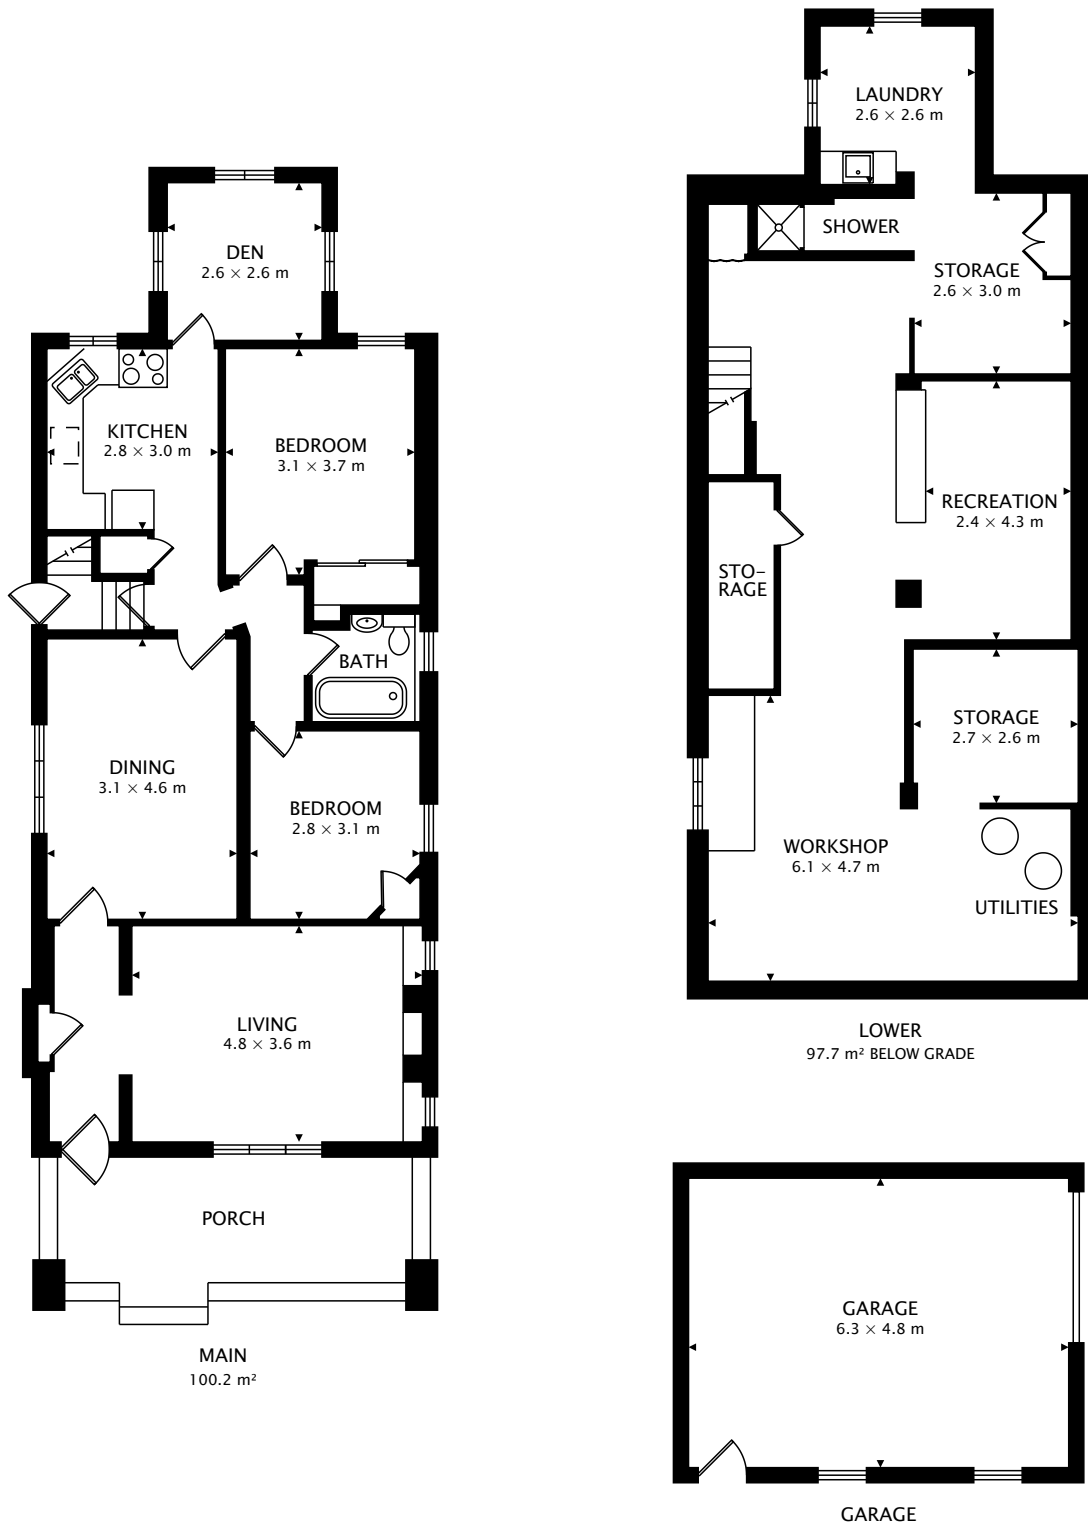 DEN
2.6 × 2.6 m
KITCHEN
2.8 × 3.0 m
BEDROOM
3.1 × 3.7 m
BATH
DINING
3.1 × 4.6 m
BEDROOM
2.8 × 3.1 m
LIVING
4.8 × 3.6 m
PORCH
MAIN
100.2 m²
LAUNDRY
2.6 × 2.6 m
SHOWER
STORAGE
2.6 × 3.0 m
RECREATION
2.4 × 4.3 m
STO-
RAGE
STORAGE
2.7 × 2.6 m
WORKSHOP
6.1 × 4.7 m
UTILITIES
LOWER
97.7 m² BELOW GRADE
GARAGE
6.3 × 4.8 m
GARAGE